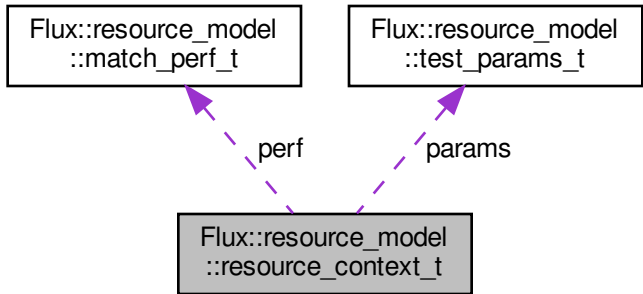 Flux::resource_model
::match_perf_t
Flux::resource_model
::test_params_t
perf
params
Flux::resource_model
::resource_context_t